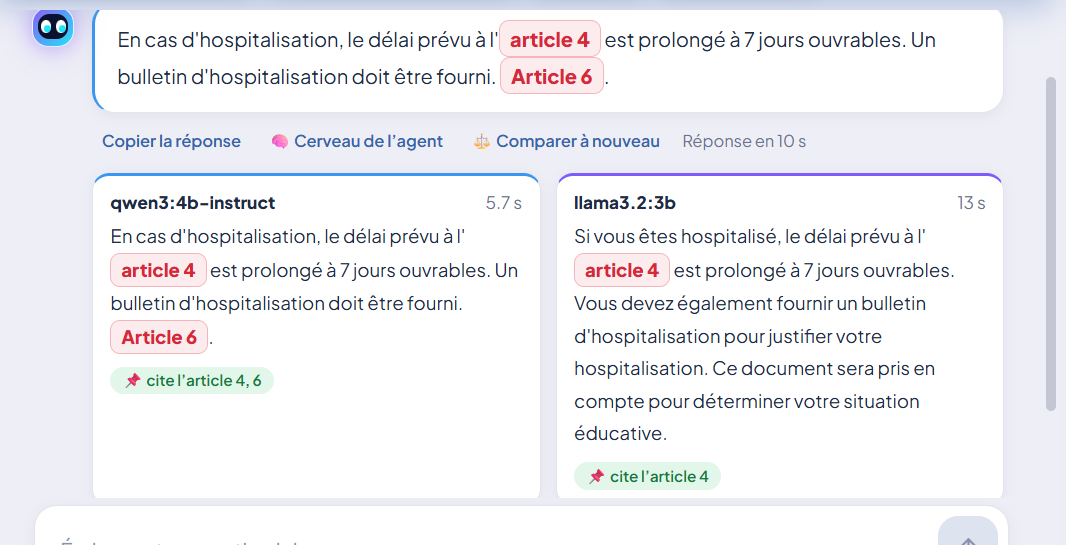 En cas d'hospitalisation, le délai prévu à l' article 4 est prolongé à 7 jours ouvrables. Un
bulletin d'hospitalisation doit être fourni. Article 6 .
Copier la réponse 🧠 Cerveau de l’agent ⚖️ Comparer à nouveau Réponse en 10 s
qwen3:4b-instruct 5.7 s
En cas d'hospitalisation, le délai prévu à l'
article 4 est prolongé à 7 jours ouvrables. Un
bulletin d'hospitalisation doit être fourni.
Article 6 .
📌 cite l’article 4, 6
llama3.2:3b 13 s
Si vous êtes hospitalisé, le délai prévu à l'
article 4 est prolongé à 7 jours ouvrables.
Vous devez également fournir un bulletin
d'hospitalisation pour justifier votre
hospitalisation. Ce document sera pris en
compte pour déterminer votre situation
éducative.
📌 cite l’article 4